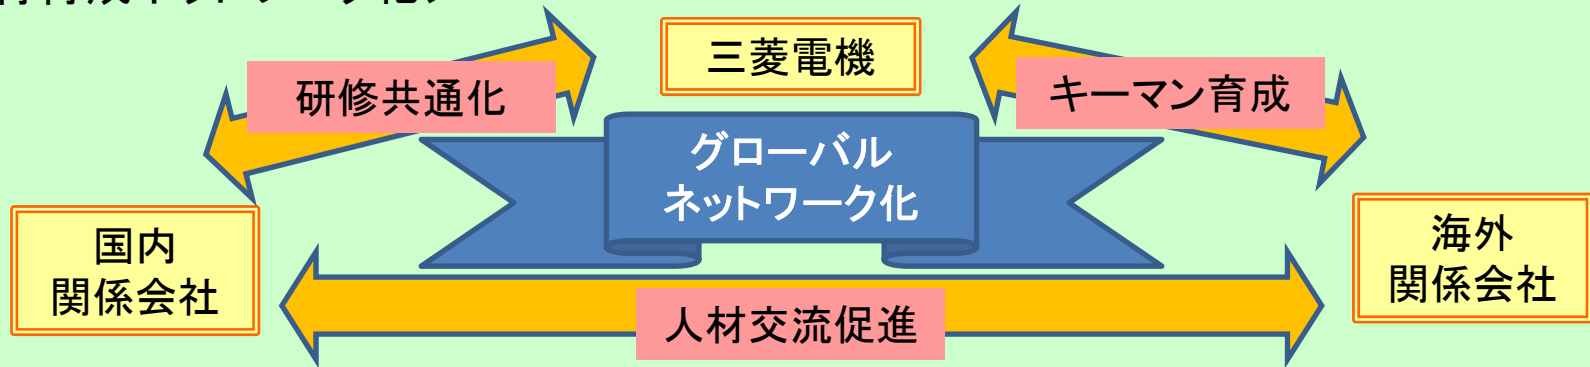 三菱電機
研修共通化
キーマン育成
グローバル
ネットワーク化
国内
関係会社
海外
関係会社
人材交流促進